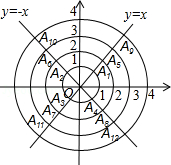 y=-x
4
y=x
A₁₀
3
A₉
2
A₆
1
A₅
A₂
A₁
O
1 2 3 4
A₃
A₄
A₇
A₈
A₁₁
A₁₂